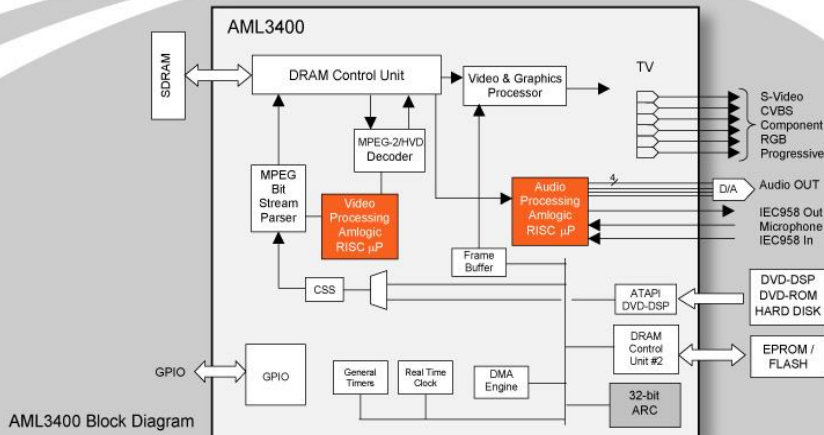 AML3400
SDRAM
DRAM Control Unit
Video & Graphics
Processor
TV
S-Video
CVBS
Component
RGB
Progressive
MPEG-2/HVD
Decoder
MPEG
Bit
Stream
Parser
Video
Processing
Amlogic
RISC µP
Audio
Processing
Amlogic
RISC µP
4
D/A
Audio OUT
IEC958 Out
Microphone
IEC958 In
Frame
Buffer
CSS
ATAPI
DVD-DSP
DVD-DSP
DVD-ROM
HARD DISK
DRAM
Control
Unit #2
EPROM /
FLASH
GPIO
GPIO
General
Timers
Real Time
Clock
DMA
Engine
32-bit
ARC
AML3400 Block Diagram